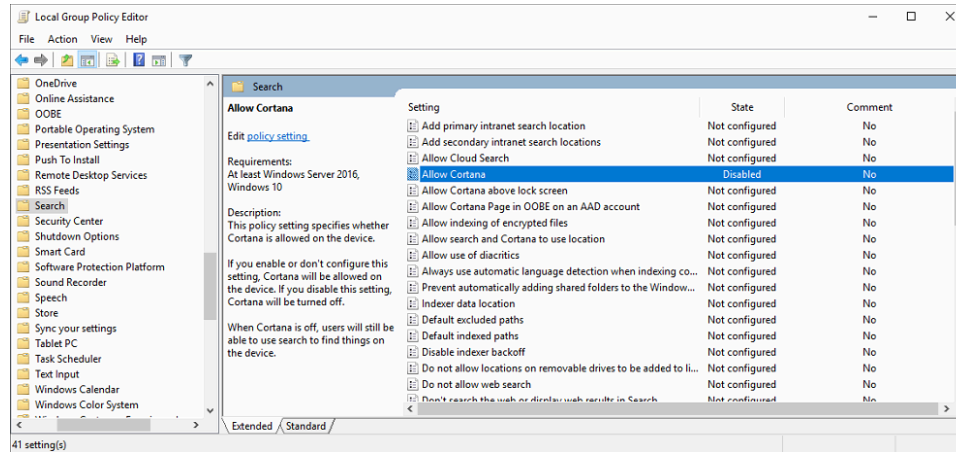 Local Group Policy Editor
File Action View Help
OneDrive
Online Assistance
OOBE
Portable Operating System
Presentation Settings
Push To Install
Remote Desktop Services
RSS Feeds
Search
Security Center
Shutdown Options
Smart Card
Software Protection Platform
Sound Recorder
Speech
Store
Sync your settings
Tablet PC
Task Scheduler
Text Input
Windows Calendar
Windows Color System
Search
Allow Cortana
Edit policy setting
Requirements:
At least Windows Server 2016,
Windows 10
Description:
This policy setting specifies whether
Cortana is allowed on the device.
If you enable or don't configure this
setting, Cortana will be allowed on
the device. If you disable this setting,
Cortana will be turned off.
When Cortana is off, users will still be
able to use search to find things on
the device.
Setting State Comment
Add primary intranet search location Not configured No
Add secondary intranet search locations Not configured No
Allow Cloud Search Not configured No
Allow Cortana Disabled No
Allow Cortana above lock screen Not configured No
Allow Cortana Page in OOBE on an AAD account Not configured No
Allow indexing of encrypted files Not configured No
Allow search and Cortana to use location Not configured No
Allow use of diacritics Not configured No
Always use automatic language detection when indexing co... Not configured No
Prevent automatically adding shared folders to the Window... Not configured No
Indexer data location Not configured No
Default excluded paths Not configured No
Default indexed paths Not configured No
Disable indexer backoff Not configured No
Do not allow locations on removable drives to be added to li... Not configured No
Do not allow web search Not configured No
Don't search the web or display web results in Search Not configured No
Extended Standard
41 setting(s)